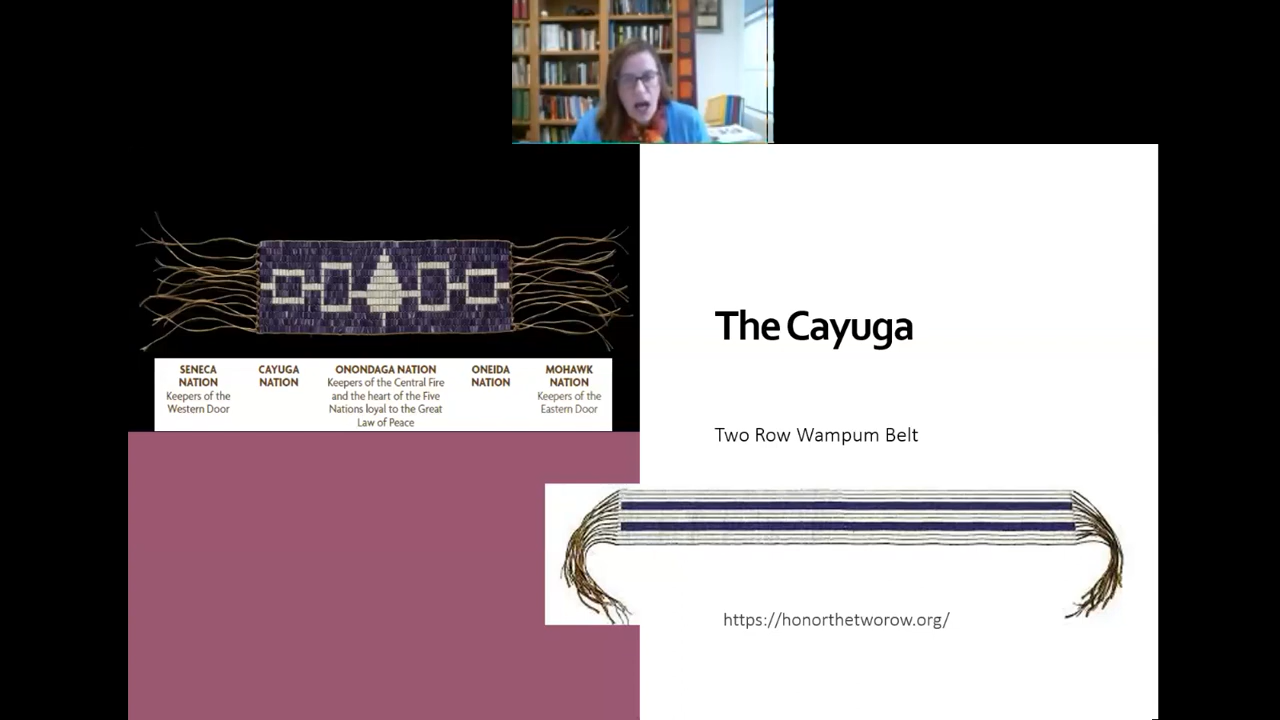 SENECA
NATION
Keepers of the
Western Door
CAYUGA
NATION
ONONDAGA NATION
Keepers of the Central Fire
and the heart of the Five
Nations loyal to the Great
Law of Peace
ONEIDA
NATION
MOHAWK
NATION
Keepers of the
Eastern Door
The Cayuga
Two Row Wampum Belt
https://honorthetworow.org/